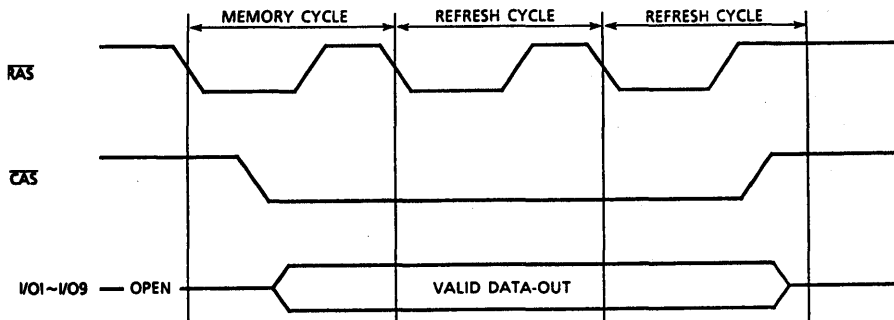 MEMORY CYCLE REFRESH CYCLE REFRESH CYCLE
RAS
CAS
I/O1~I/O9 OPEN VALID DATA-OUT